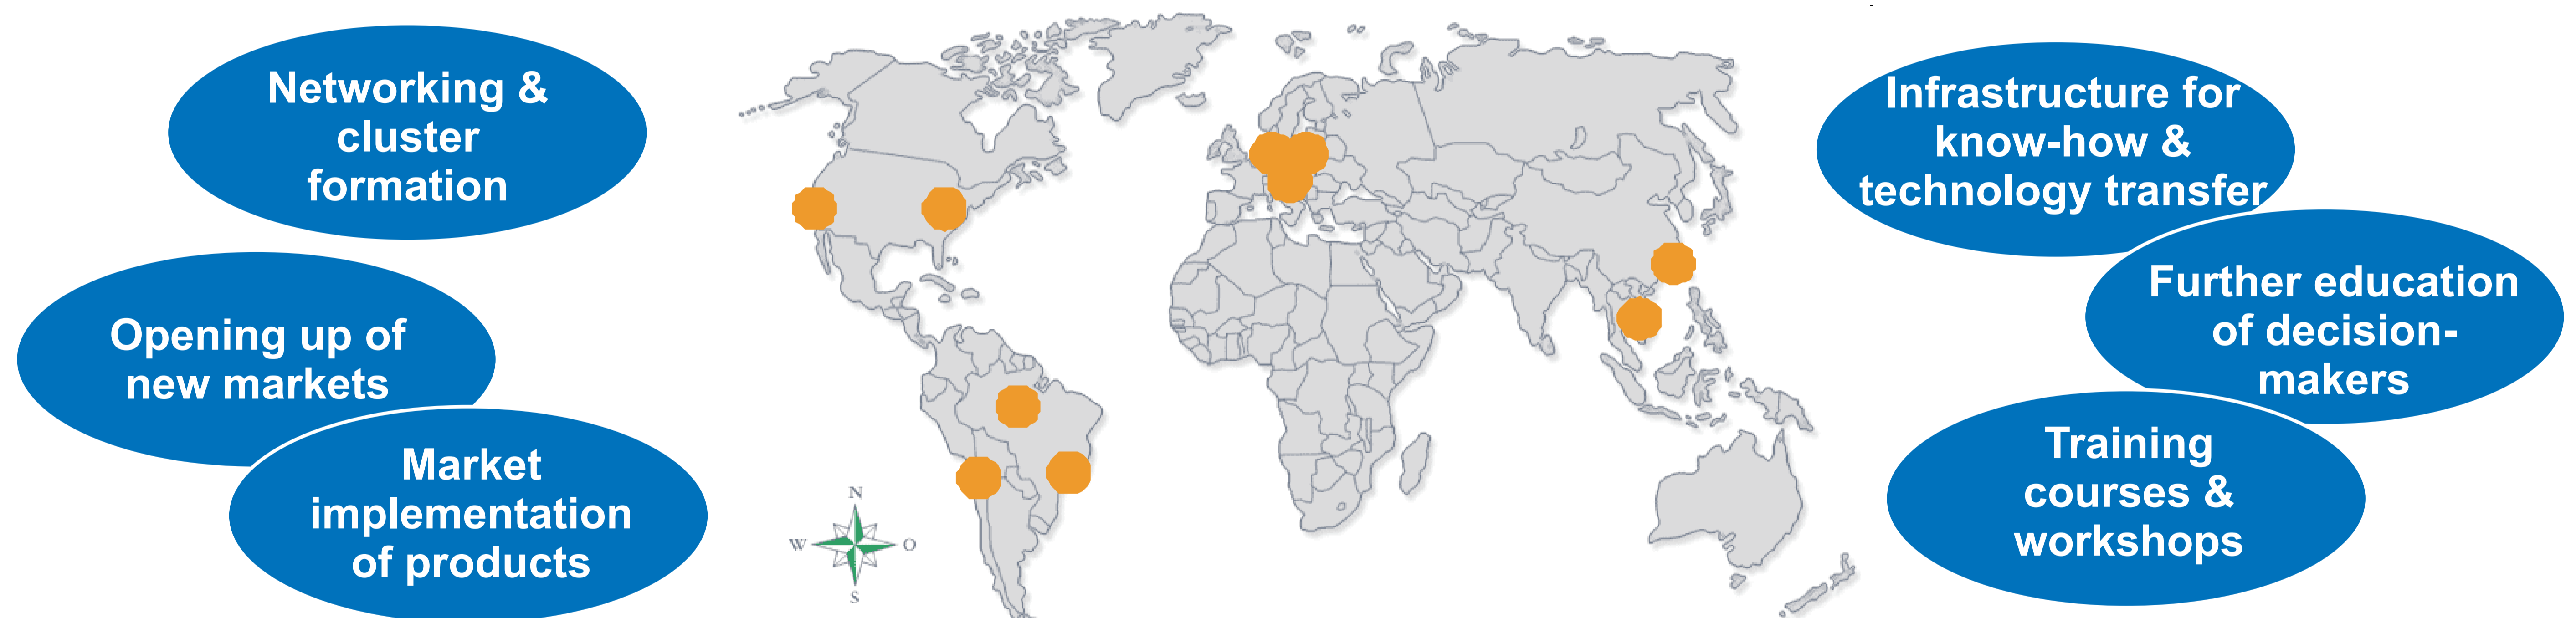 Networking &
cluster
formation
Opening up of
new markets
Market
implementation
of products
N
W
O
S
Infrastructure for
know-how &
technology transfer
Further education
of decision-
makers
Training
courses &
workshops